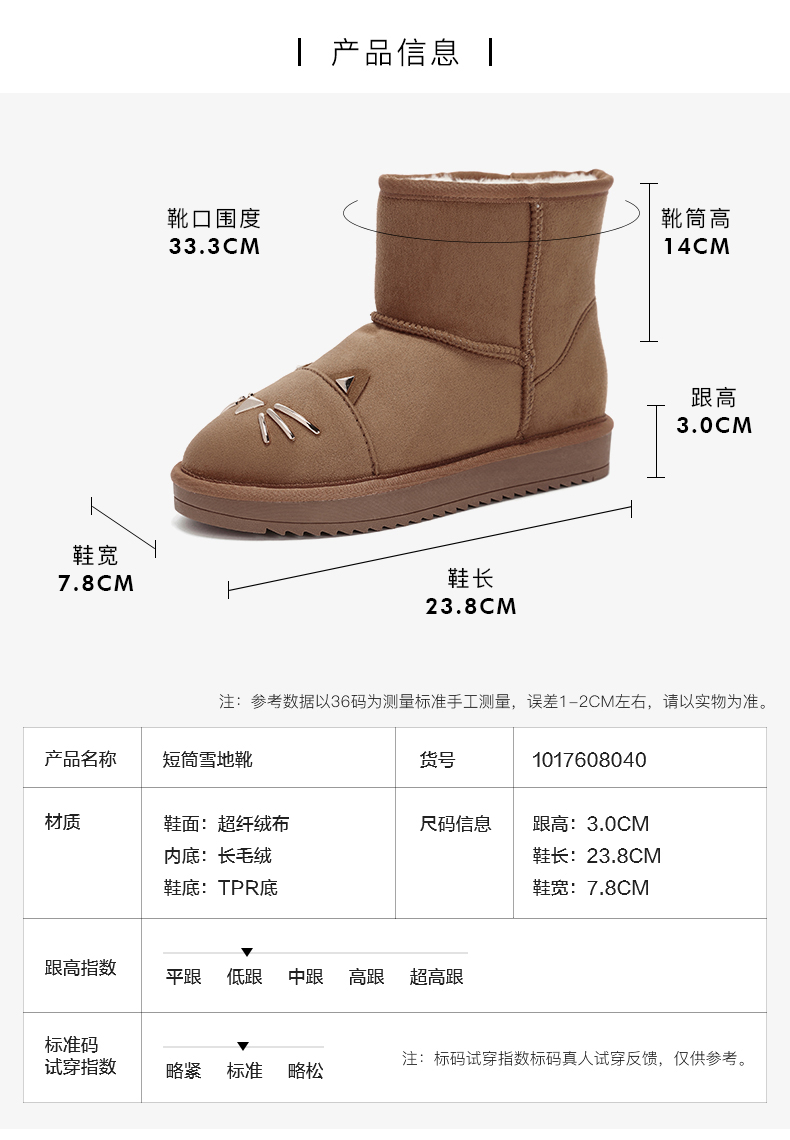 产品信息
靴口围度
33.3CM
靴筒高
14CM
跟高
3.0CM
鞋宽
7.8CM
鞋长
23.8CM
注：参考数据以36码为测量标准手工测量，误差1-2CM左右，请以实物为准。
产品名称 短筒雪地靴 货号 1017608040
材质 鞋面：超纤绒布 尺码信息 跟高：3.0CM
内底：长毛绒 鞋长：23.8CM
鞋底：TPR底 鞋宽：7.8CM
跟高指数
平跟 低跟 中跟 高跟 超高跟
标准码
试穿指数
略紧 标准 略松
注：标码试穿指数标码真人试穿反馈，仅供参考。